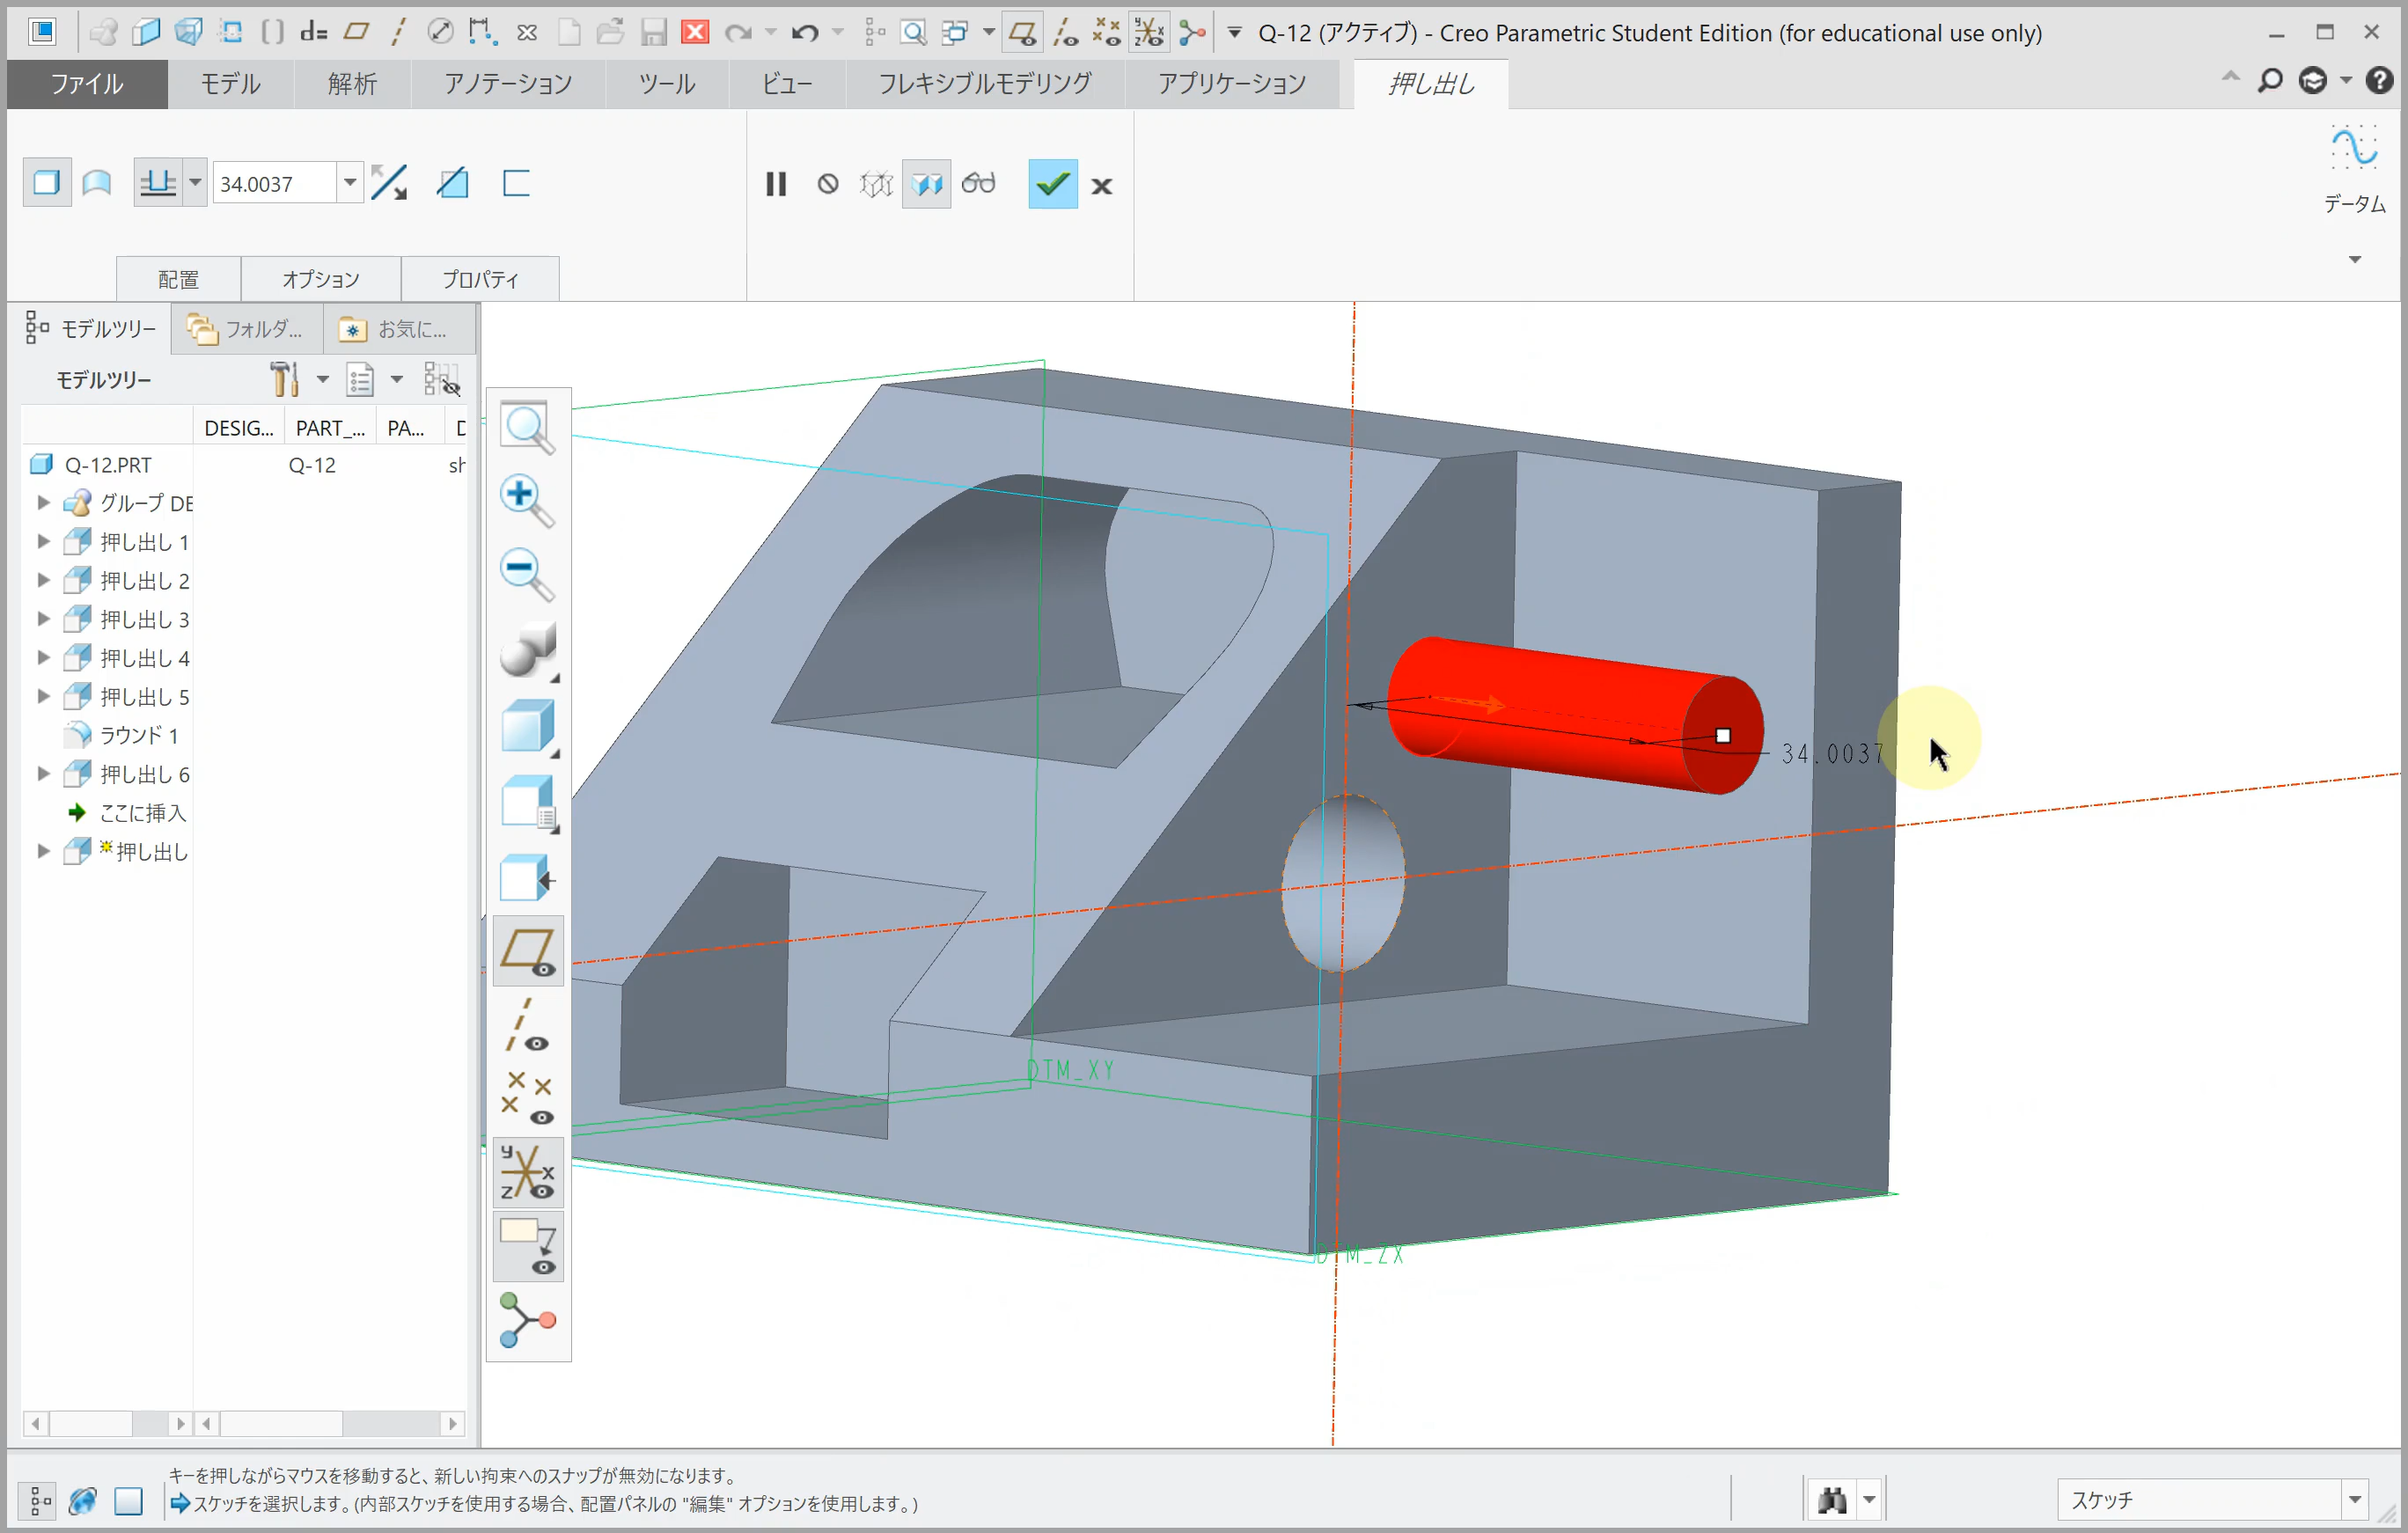 Q-12 (アクティブ) - Creo Parametric Student Edition (for educational use only)
ファイル
モデル
解析
アノテーション
ツール
ビュー
フレキシブルモデリング
アプリケーション
押し出し
34.0037
データム
配置
オプション
プロパティ
モデルツリー
フォルダ...
お気に...
モデルツリー
DESIG... PART_... PA...
Q-12.PRT Q-12 sh
グループ DE
押し出し 1
押し出し 2
押し出し 3
押し出し 4
押し出し 5
ラウンド 1
押し出し 6
ここに挿入
押し出し
34.0037
DTM_XY
DTM_ZX
キーを押しながらマウスを移動すると、新しい拘束へのスナップが無効になります。
スケッチを選択します。(内部スケッチを使用する場合、配置パネルの "編集" オプションを使用します。)
スケッチ